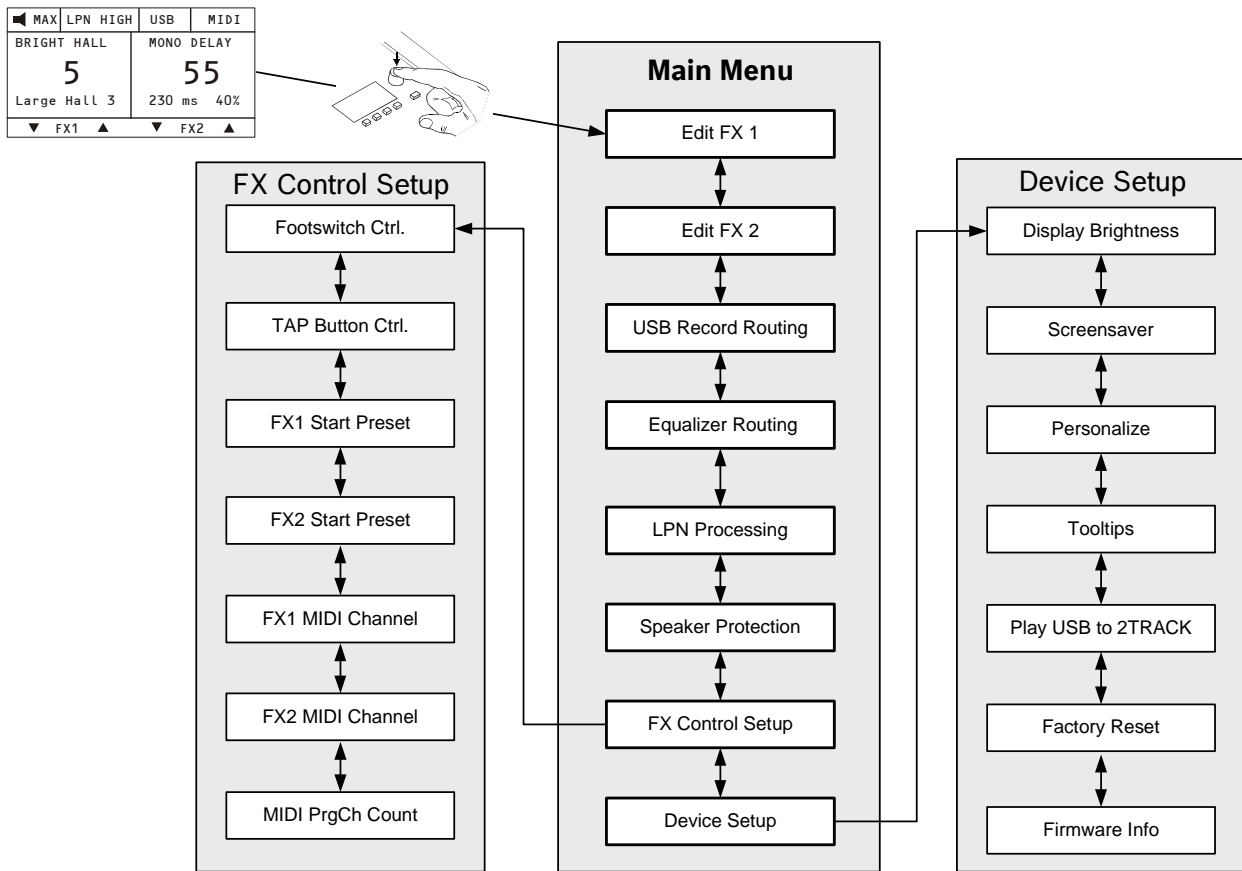 MAX LPN HIGH USB MIDI
BRIGHT HALL MONO DELAY
5 55
Large Hall 3 230 ms 40%
▼ FX1 ▲ ▼ FX2 ▲
Main Menu
Edit FX 1
Edit FX 2
USB Record Routing
Equalizer Routing
LPN Processing
Speaker Protection
FX Control Setup
Device Setup
FX Control Setup
Footswitch Ctrl.
TAP Button Ctrl.
FX1 Start Preset
FX2 Start Preset
FX1 MIDI Channel
FX2 MIDI Channel
MIDI PrgCh Count
Device Setup
Display Brightness
Screensaver
Personalize
Tooltips
Play USB to 2TRACK
Factory Reset
Firmware Info